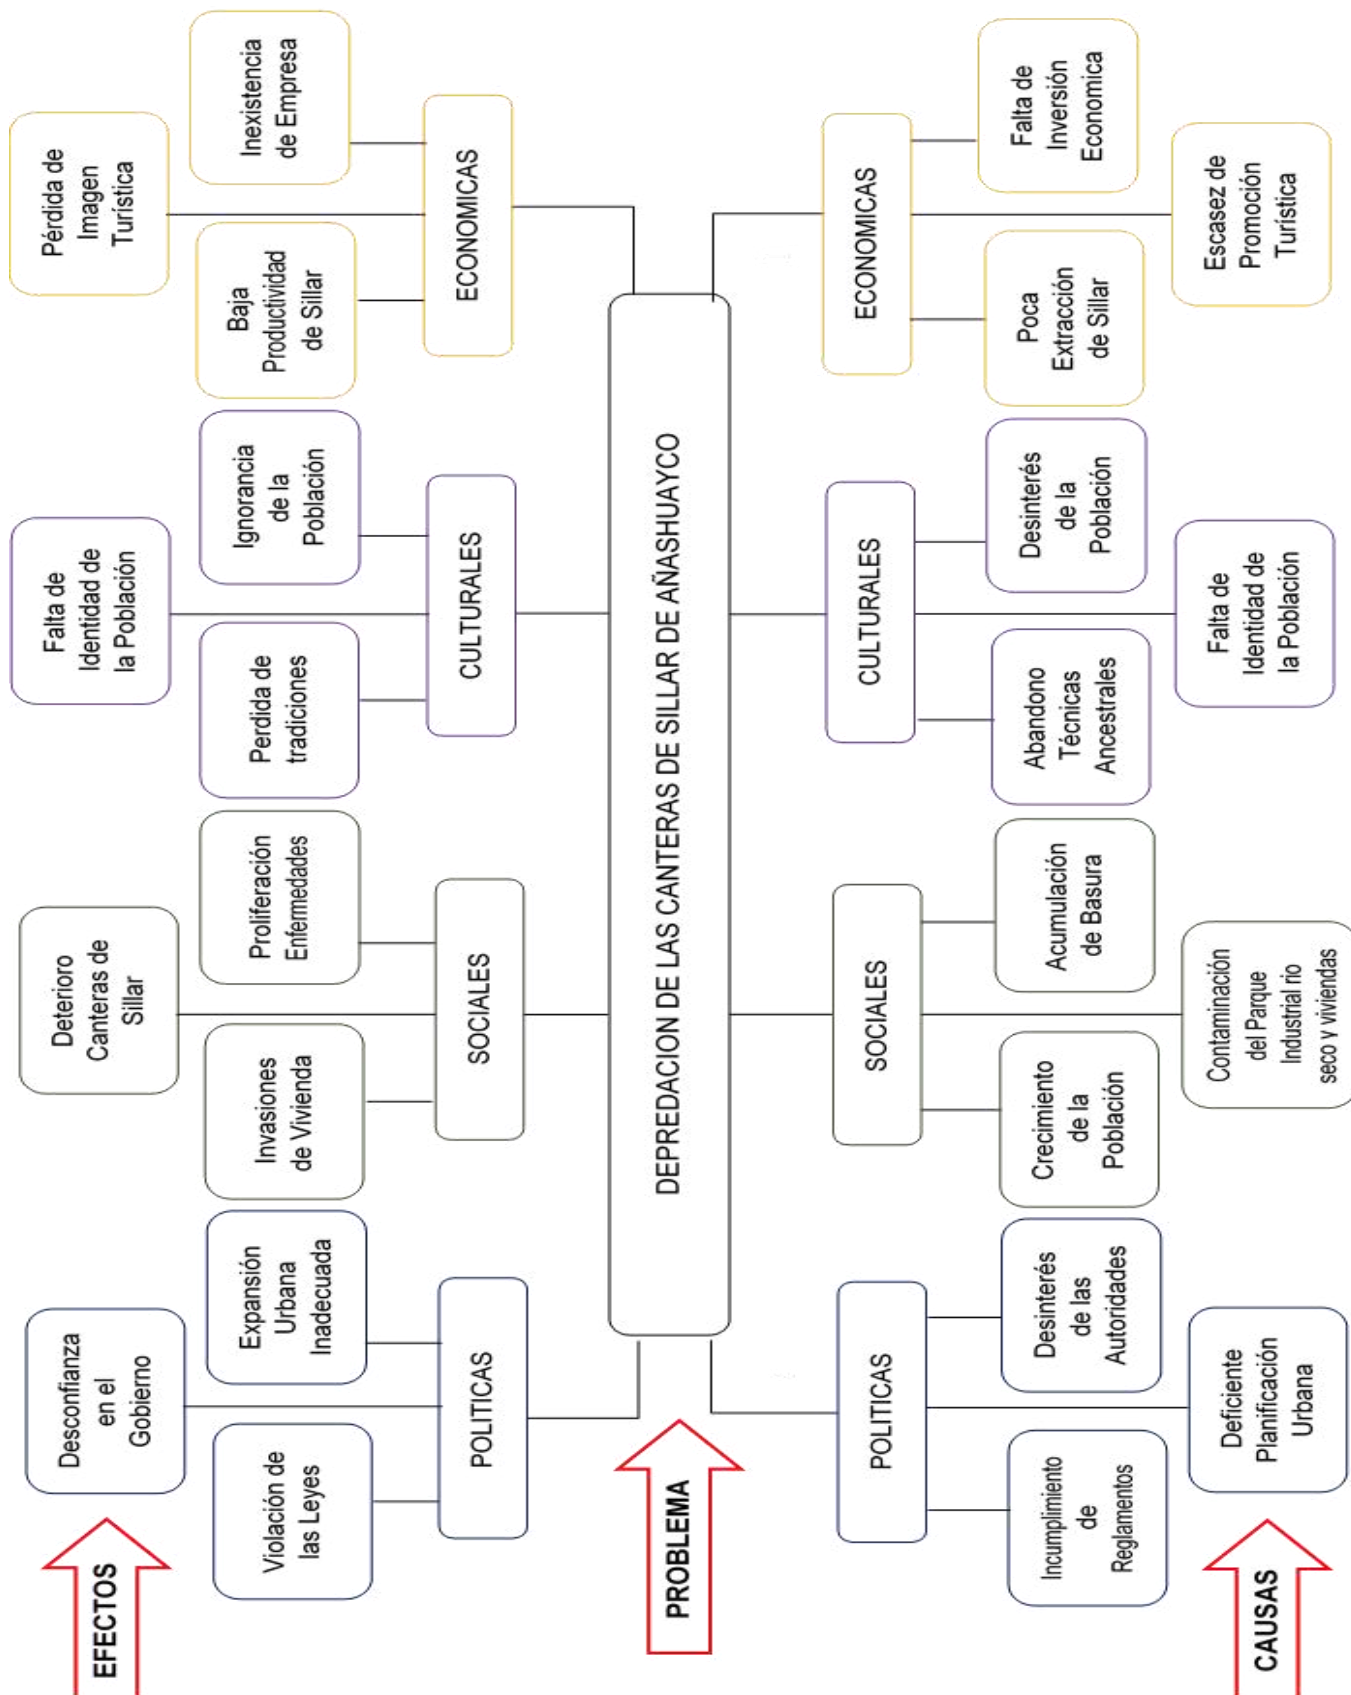 EFECTOS
Desconfianza
en el
Gobierno
Deterioro
Canteras de
Sillar
Falta de
Identidad de
la Población
Pérdida de
Imagen
Turística
Violación de
las Leyes
Expansión
Urbana
Inadecuada
Invasiones
de Vivienda
Proliferación
Enfermedades
Perdida de
tradiciones
Ignorancia
de la
Población
Baja
Productividad
de Sillar
Inexistencia
de Empresa
POLITICAS
SOCIALES
CULTURALES
ECONOMICAS
PROBLEMA
DEPREDACION DE LAS CANTERAS DE SILLAR DE AÑASHUAYCO
POLITICAS
SOCIALES
CULTURALES
ECONOMICAS
Incumplimiento
de
Reglamentos
Desinterés
de las
Autoridades
Crecimiento
de la
Población
Acumulación
de Basura
Abandono
Técnicas
Ancestrales
Desinterés
de la
Población
Poca
Extracción
de Sillar
Falta de
Inversión
Economica
CAUSAS
Deficiente
Planificación
Urbana
Contaminación
del Parque
Industrial rio
seco y viviendas
Falta de
Identidad de
la Población
Escasez de
Promoción
Turística